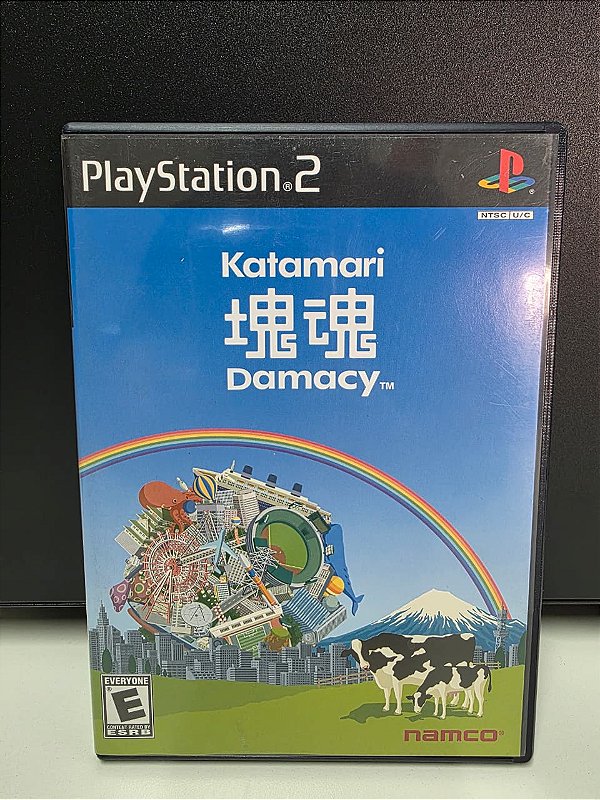 PlayStation®2
NTSC U/C
Katamari
塊魂
Damacy™
EVERYONE
E
®
CONTENT RATED BY
ESRB
namco®